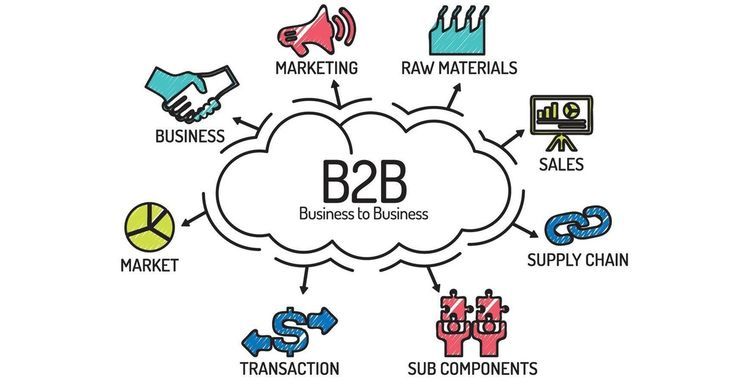 MARKETING
RAW MATERIALS
BUSINESS
SALES
B2B
Business to Business
MARKET
SUPPLY CHAIN
TRANSACTION
SUB COMPONENTS